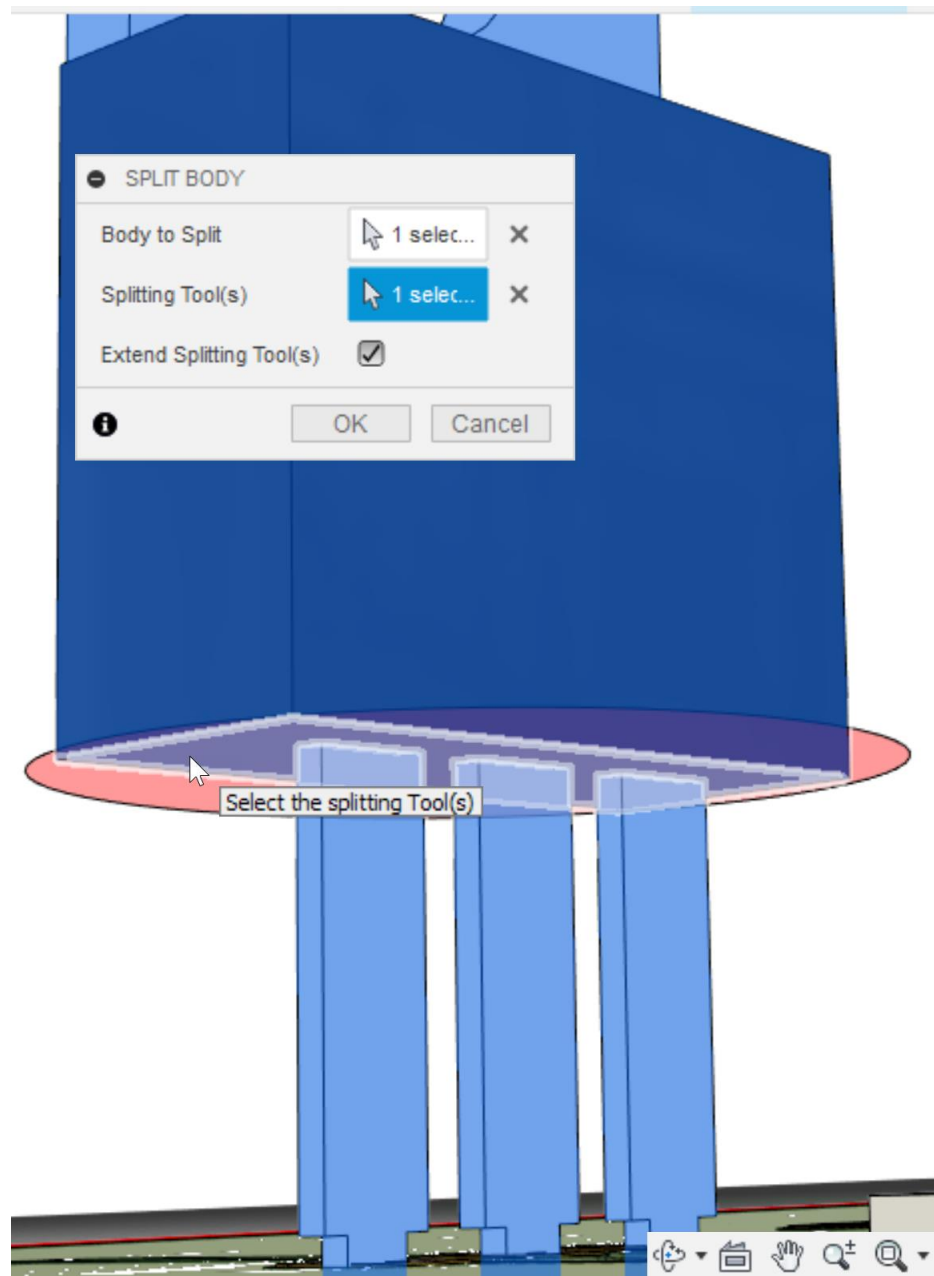 SPLIT BODY
Body to Split
1 selec...
Splitting Tool(s)
1 selec...
Extend Splitting Tool(s)
OK
Cancel
Select the splitting Tool(s)